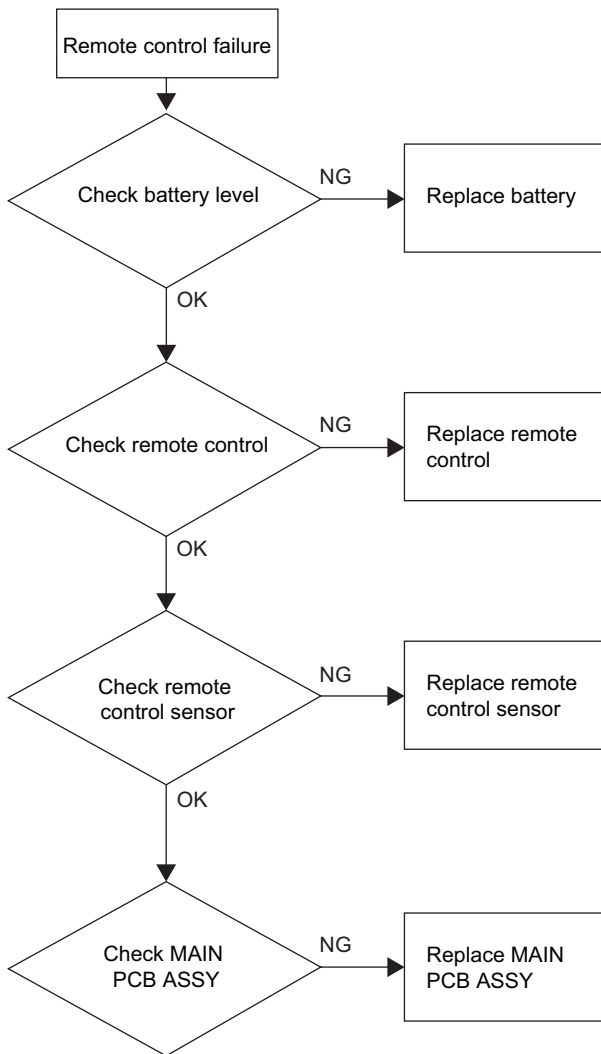 Remote control failure
Check battery level
NG
Replace battery
OK
Check remote control
NG
Replace remote
control
OK
Check remote
control sensor
NG
Replace remote
control sensor
OK
Check MAIN
PCB ASSY
NG
Replace MAIN
PCB ASSY